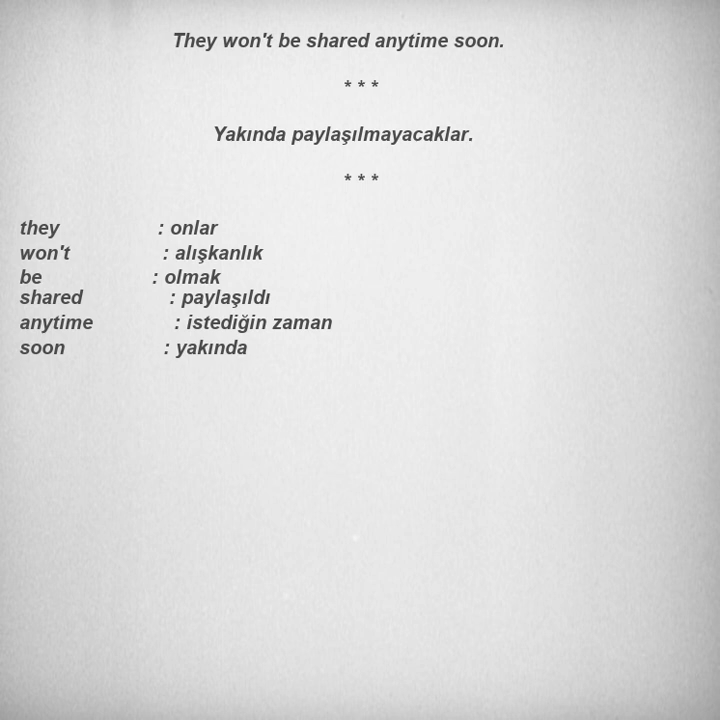 They won't be shared anytime soon.
* * *
Yakında paylaşılmayacaklar.
* * *
they : onlar
won't : alışkanlık
be : olmak
shared : paylaşıldı
anytime : istediğin zaman
soon : yakında